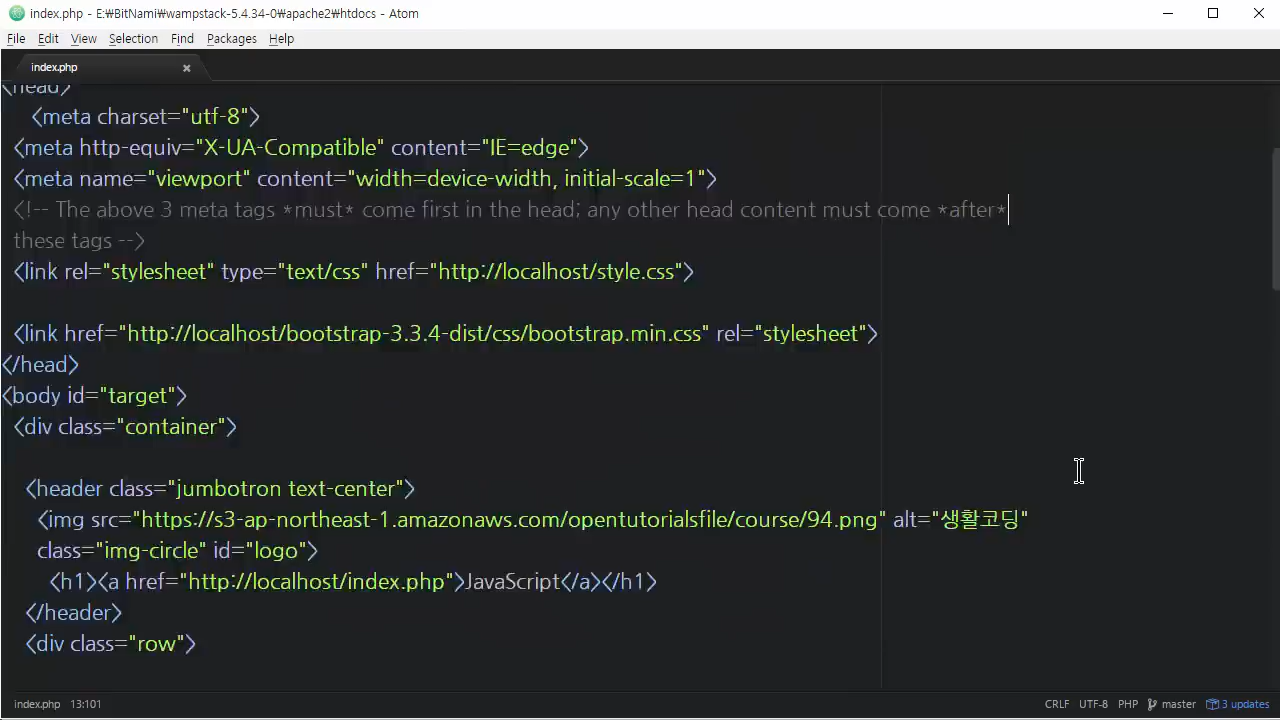 index.php - E:₩BitNami₩wampstack-5.4.34-0₩apache2₩htdocs - Atom
File Edit View Selection Find Packages Help
index.php
<head>
<meta charset="utf-8">
<meta http-equiv="X-UA-Compatible" content="IE=edge">
<meta name="viewport" content="width=device-width, initial-scale=1">
<!-- The above 3 meta tags *must* come first in the head; any other head content must come *after*
these tags -->
<link rel="stylesheet" type="text/css" href="http://localhost/style.css">
<link href="http://localhost/bootstrap-3.3.4-dist/css/bootstrap.min.css" rel="stylesheet">
</head>
<body id="target">
<div class="container">
<header class="jumbotron text-center">
<img src="https://s3-ap-northeast-1.amazonaws.com/opentutorialsfile/course/94.png" alt="생활코딩"
class="img-circle" id="logo">
<h1><a href="http://localhost/index.php">JavaScript</a></h1>
</header>
<div class="row">
index.php 13:101 CRLF UTF-8 PHP master 3 updates